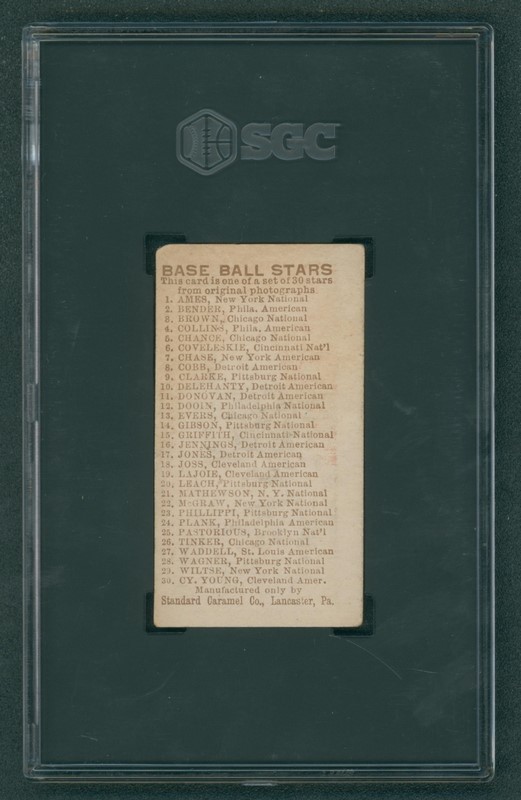 SGC
BASE BALL STARS
This card is one of a set of 30 stars
from original photographs.
1. AMES, New York National
2. BENDER, Phila. American
3. BROWN, Chicago National
4. COLLINS, Phila. American
5. CHANCE, Chicago National
6. COVELESKIE, Cincinnati Nat'l
7. CHASE, New York American
8. COBB, Detroit American
9. CLARKE, Pittsburg National
10. DELEHANTY, Detroit American
11. DONOVAN, Detroit American
12. DOOIN, Philadelphia National
13. EVERS, Chicago National
14. GIBSON, Pittsburg National
15. GRIFFITH, Cincinnati National
16. JENNINGS, Detroit American
17. JONES, Detroit American
18. JOSS, Cleveland American
19. LAJOIE, Cleveland American
20. LEACH, Pittsburg National
21. MATHEWSON, N. Y. National
22. McGRAW, New York National
23. PHILLIPPI, Pittsburg National
24. PLANK, Philadelphia American
25. PASTORIOUS, Brooklyn Nat'l
26. TINKER, Chicago National
27. WADDELL, St. Louis American
28. WAGNER, Pittsburg National
29. WILTSE, New York National
30. CY. YOUNG, Cleveland Amer.
Manufactured only by
Standard Caramel Co., Lancaster, Pa.